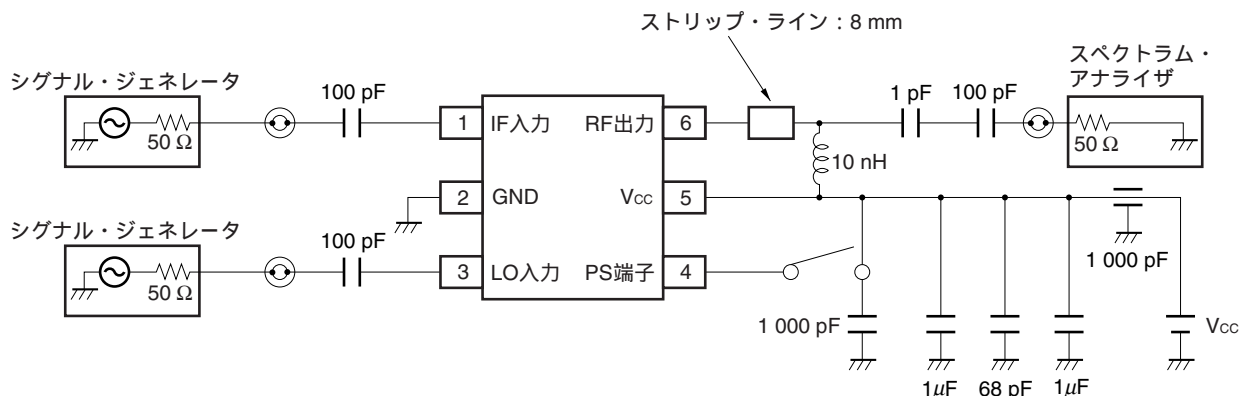 ストリップ・ライン：8 mm
シグナル・ジェネレータ
50 Ω
100 pF
1
IF入力
RF出力
6
1 pF
100 pF
スペクトラム・
アナライザ
50 Ω
10 nH
2
GND
Vcc
5
シグナル・ジェネレータ
50 Ω
100 pF
3
LO入力
PS端子
4
1 000 pF
1 000 pF
1μF
68 pF
1μF
Vcc